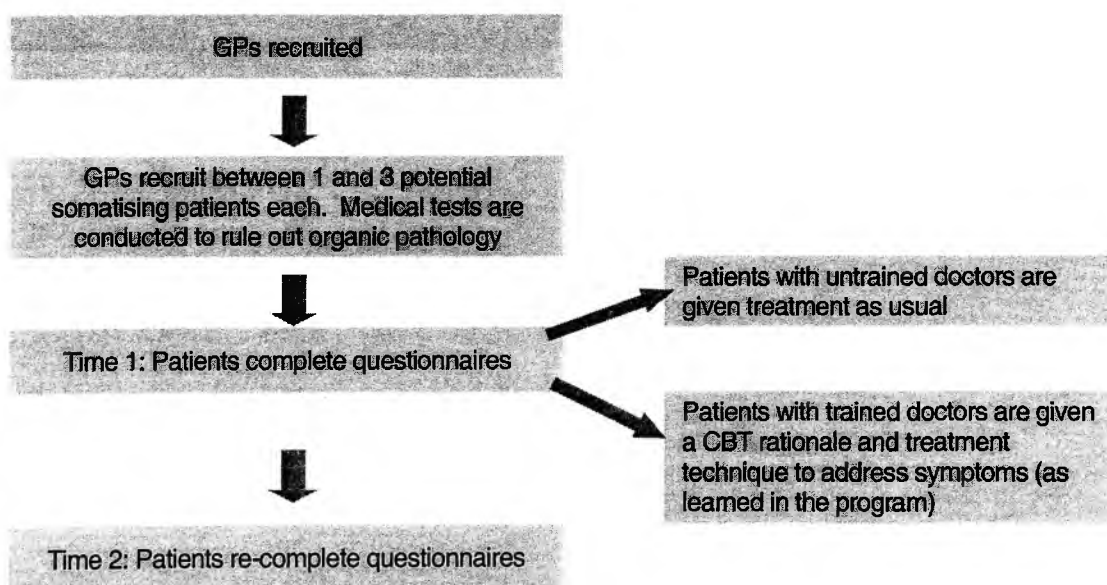 GPs recruited
GPs recruit between 1 and 3 potential
somatising patients each. Medical tests are
conducted to rule out organic pathology
Patients with untrained doctors are
given treatment as usual
Time 1: Patients complete questionnaires
Patients with trained doctors are given
a CBT rationale and treatment
technique to address symptoms (as
learned in the program)
Time 2: Patients re-complete questionnaires